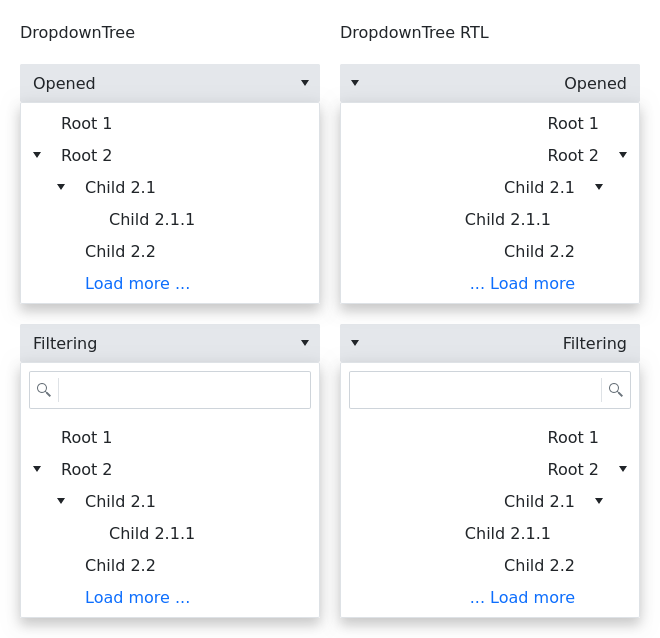 DropdownTree
Opened
Root 1
Root 2
Child 2.1
Child 2.1.1
Child 2.2
Load more ...
Filtering
Root 1
Root 2
Child 2.1
Child 2.1.1
Child 2.2
Load more ...
DropdownTree RTL
Opened
Root 1
Root 2
Child 2.1
Child 2.1.1
Child 2.2
... Load more
Filtering
Root 1
Root 2
Child 2.1
Child 2.1.1
Child 2.2
... Load more